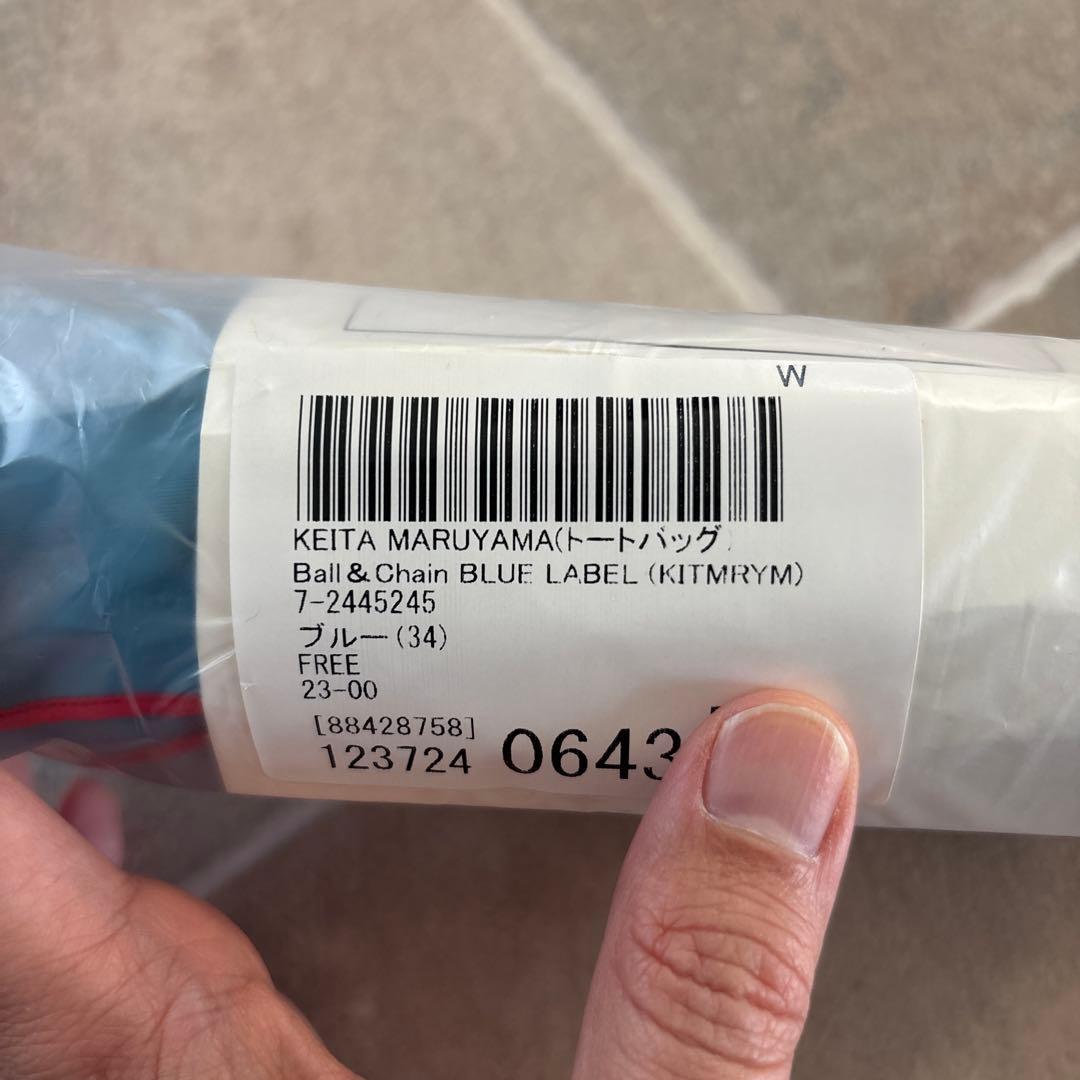 W
KEITA MARUYAMA(トートバッグ)
Ball&Chain BLUE LABEL (KITMRYM)
7-2445245
ブルー(34)
FREE
23-00
[88428758]
123724 0643